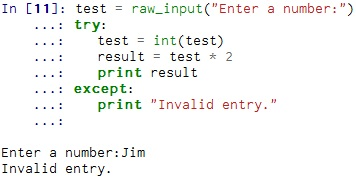 In [11]: test = raw_input("Enter a number:")
   ...: try:
   ...:     test = int(test)
   ...:     result = test * 2
   ...:     print result
   ...: except:
   ...:     print "Invalid entry."
   ...:
Enter a number:Jim
Invalid entry.